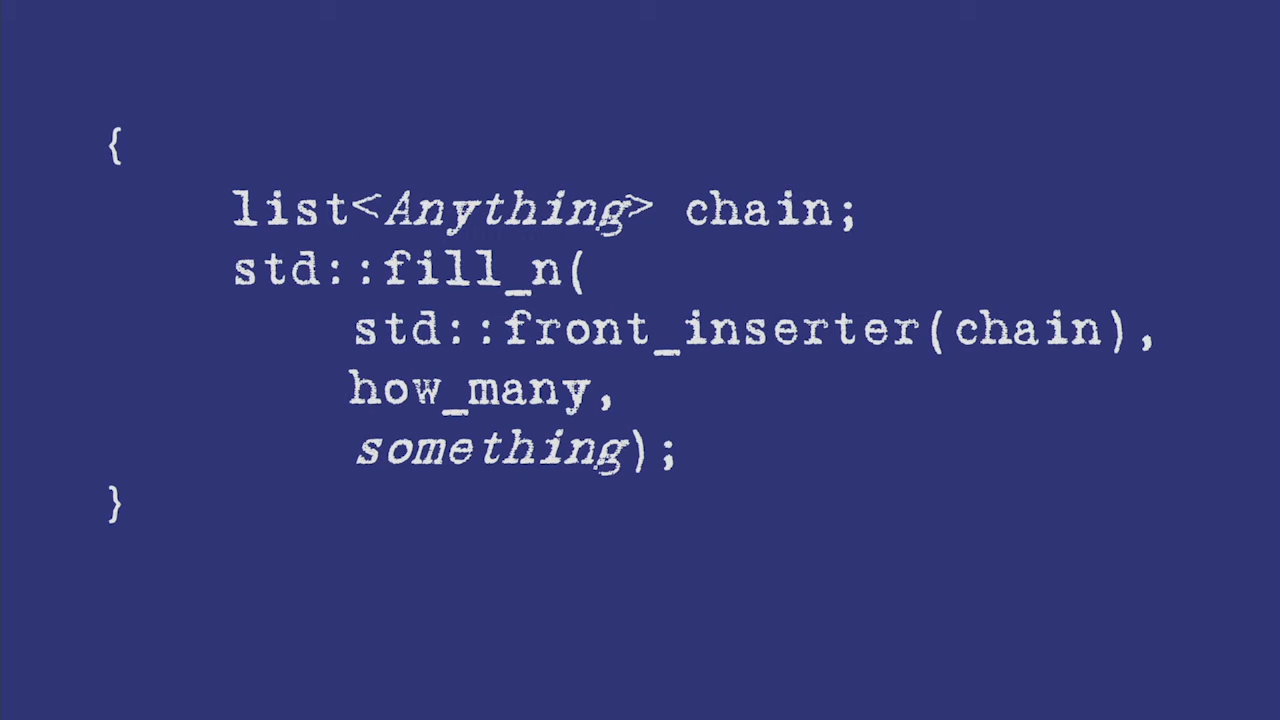 {
list<Anything> chain;
std::fill_n(
std::front_inserter(chain),
how_many,
something);
}